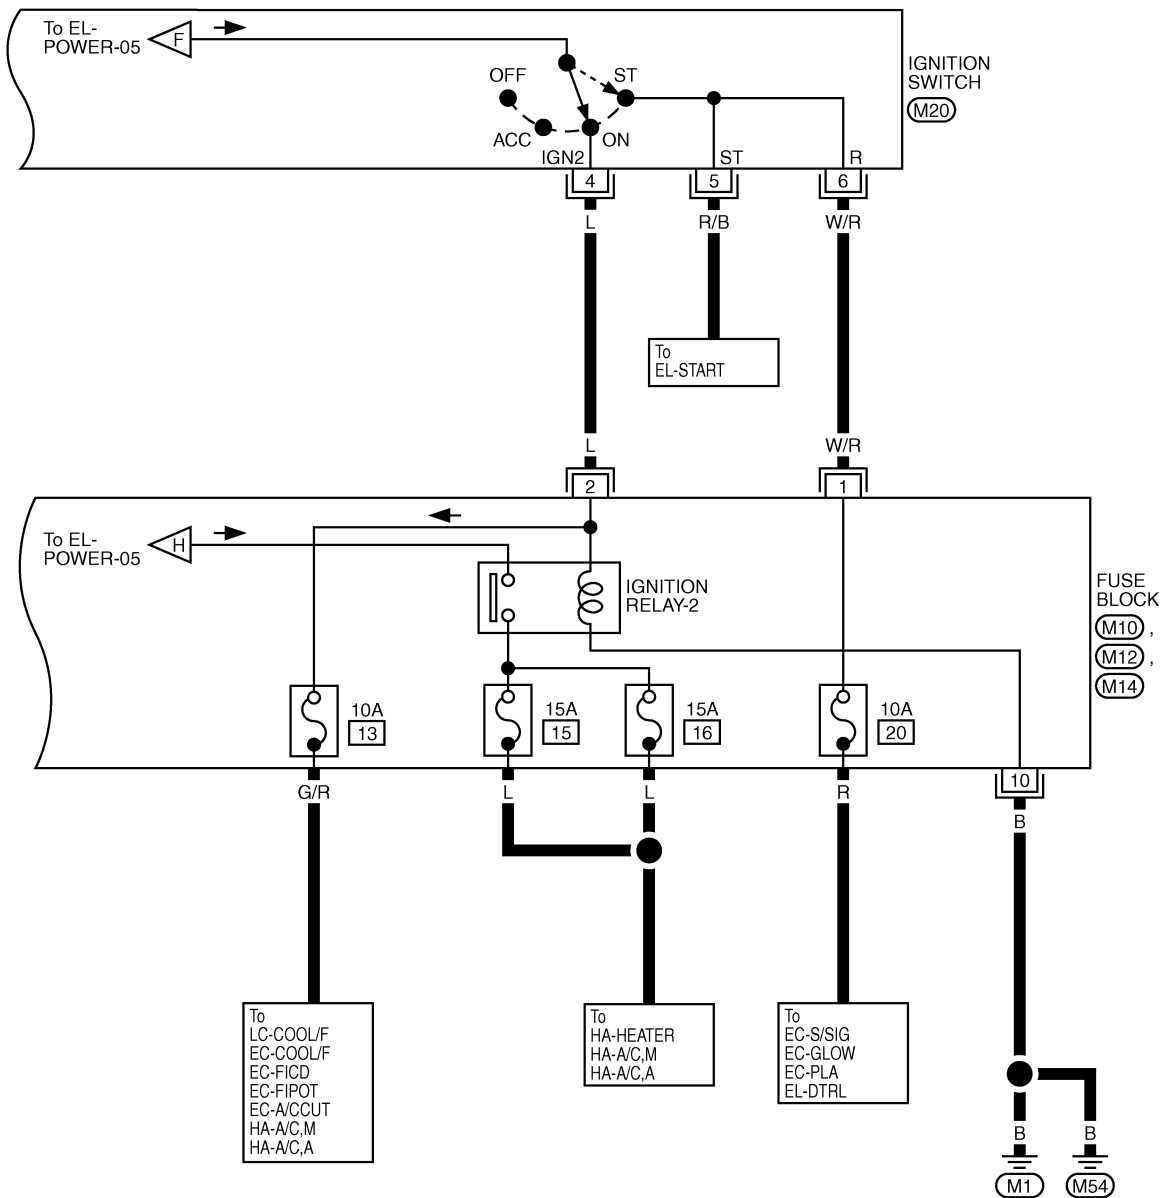 To EL-
POWER-05
F
OFF
ST
ACC
ON
IGN2
ST
R
IGNITION
SWITCH
M20
4
5
6
L
R/B
W/R
To
EL-START
L
W/R
2
1
To EL-
POWER-05
H
IGNITION
RELAY-2
FUSE
BLOCK
M10 ,
M12 ,
M14
10A
13
15A
15
15A
16
10A
20
10
G/R
L
L
R
B
To
LC-COOL/F
EC-COOL/F
EC-FICD
EC-FIPOT
EC-A/CCUT
HA-A/C,M
HA-A/C,A
To
HA-HEATER
HA-A/C,M
HA-A/C,A
To
EC-S/SIG
EC-GLOW
EC-PLA
EL-DTRL
B
B
M1
M54